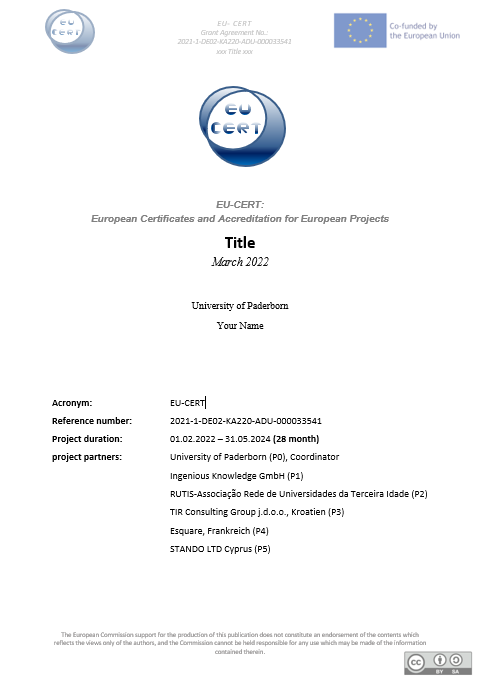 EU
CERT
EU- CERT
Grant Agreement No.:
2021-1-DE02-KA220-ADU-000033541
xxx Title xxx
Co-funded by
the European Union
EU
CERT
EU-CERT:
European Certificates and Accreditation for European Projects
Title
March 2022
University of Paderborn
Your Name
Acronym: EU-CERT
Reference number: 2021-1-DE02-KA220-ADU-000033541
Project duration: 01.02.2022 – 31.05.2024 (28 month)
project partners: University of Paderborn (P0), Coordinator
Ingenious Knowledge GmbH (P1)
RUTIS-Associação Rede de Universidades da Terceira Idade (P2)
TIR Consulting Group j.d.o.o., Kroatien (P3)
Esquare, Frankreich (P4)
STANDO LTD Cyprus (P5)
The European Commission support for the production of this publication does not constitute an endorsement of the contents which
reflects the views only of the authors, and the Commission cannot be held responsible for any use which may be made of the information
contained therein.
CC
BY SA